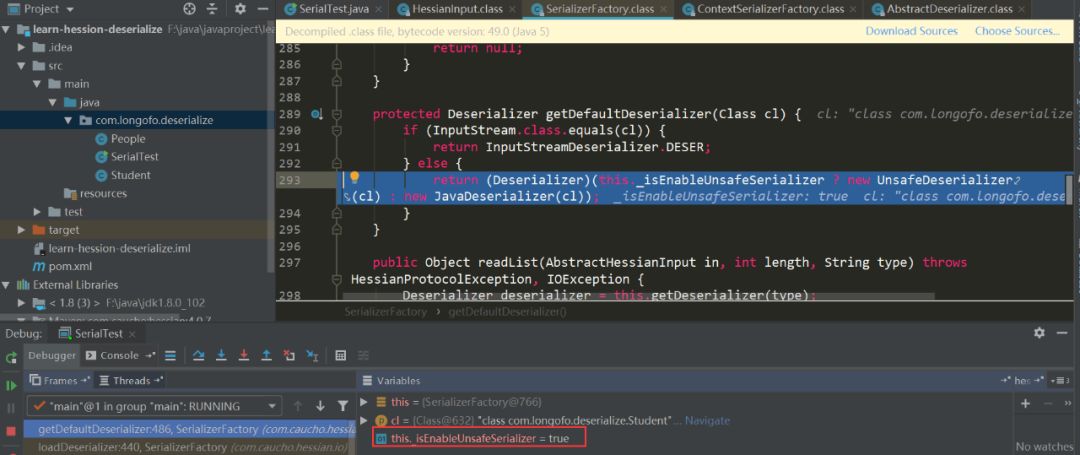 Project
SerialTest.java
HessianInput.class
SerializerFactory.class
ContextSerializerFactory.class
AbstractDeserializer.class
learn-hession-deserialize F:\java\javaproject\lea
.idea
src
main
java
com.longofo.deserialize
People
SerialTest
Student
resources
test
target
learn-hession-deserialize.iml
pom.xml
External Libraries
< 1.8 (3) > F:\java\jdk1.8.0_102
Maven: com.caucho:hessian:4.0.7
Decompiled .class file, bytecode version: 49.0 (Java 5)
Download Sources
Choose Sources...
285 return null;
286 }
287 }
288
289 protected Deserializer getDefaultDeserializer(Class cl) { cl: "class com.longofo.deserialize
290 if (InputStream.class.equals(cl)) {
291 return InputStreamDeserializer.DESER;
292 } else {
293 return (Deserializer)(this._isEnableUnsafeSerializer ? new UnsafeDeserializer
(cl) : new JavaDeserializer(cl)); _isEnableUnsafeSerializer: true cl: "class com.longofo.dese
294 }
295 }
296
297 public Object readList(AbstractHessianInput in, int length, String type) throws
HessianProtocolException, IOException {
298 Deserializer deserializer = this.getDeserializer(type);
SerializerFactory › getDefaultDeserializer()
Debug: SerialTest
Debugger
Console
Frames
Threads
"main"@1 in group "main": RUNNING
getDefaultDeserializer:486, SerializerFactory (com.caucho.hessian
loadDeserializer:440, SerializerFactory (com.caucho.hessian.io)
Variables
this = {SerializerFactory@766}
cl = {Class@632} "class com.longofo.deserialize.Student" ... Navigate
this._isEnableUnsafeSerializer = true
hes
No watches